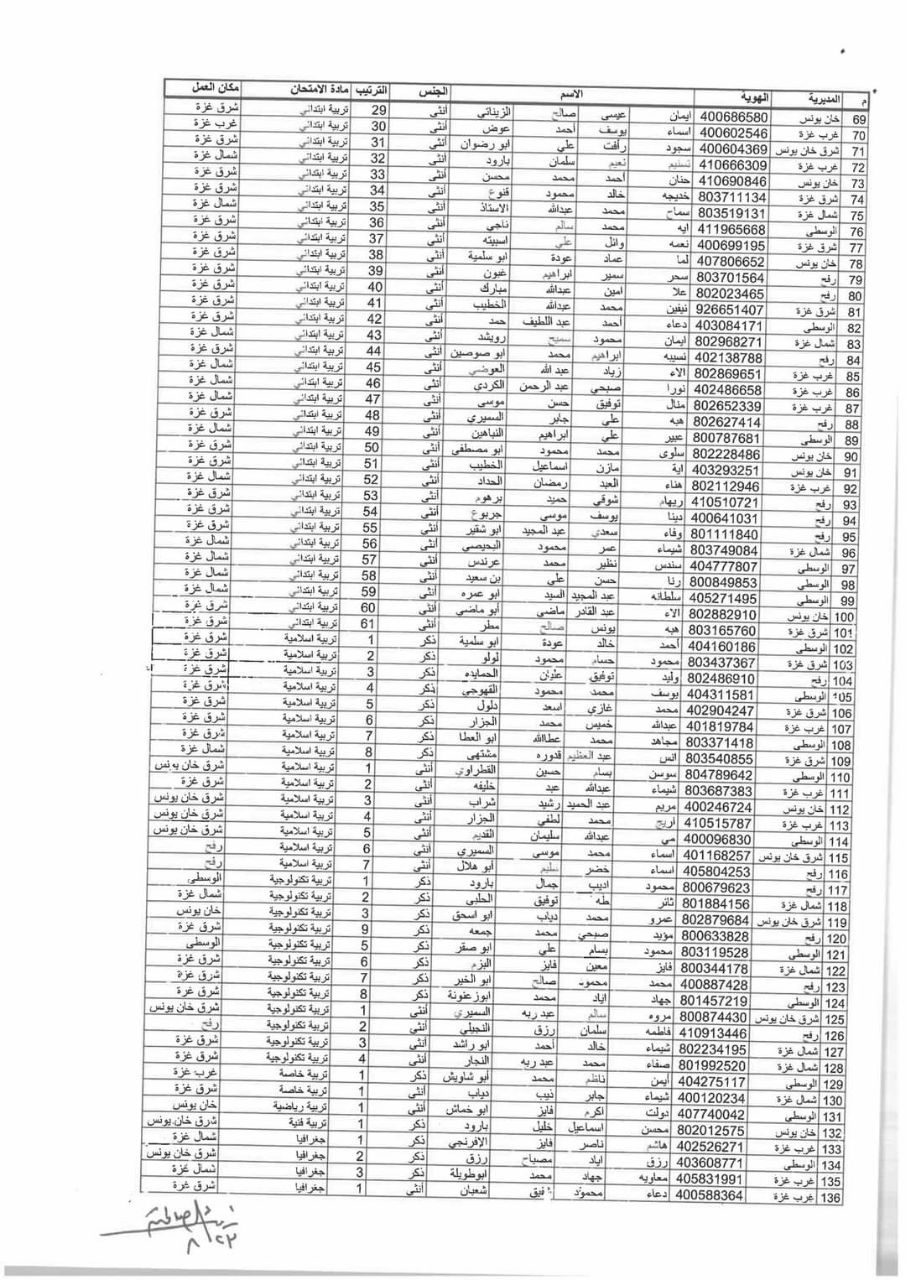 م المديرية الهوية الاسم الجنس الترتيب مادة الامتحان مكان العمل
69 خان يونس 400686580 ايمان عيسى صالح الزيناتي أنثى 29 تربية ابتدائي شرق غزة
70 غرب غزة 400602546 اسماء يوسف أحمد عوض أنثى 30 تربية ابتدائي غرب غزة
71 شرق خان يونس 400604369 سجود رأفت علي ابو رضوان أنثى 31 تربية ابتدائي شرق غزة
72 غرب غزة 410666309 تسنيم نعيم سلمان بارود أنثى 32 تربية ابتدائي شمال غزة
73 خان يونس 410690846 حنان أحمد محمد محسن أنثى 33 تربية ابتدائي شرق غزة
74 شرق غزة 803711134 خديجه خالد محمود قنوع أنثى 34 تربية ابتدائي شرق غزة
75 شمال غزة 803519131 سماح محمد عبدالله الاستاذ أنثى 35 تربية ابتدائي شمال غزة
76 الوسطى 411965668 ايه محمد سالم ناجي أنثى 36 تربية ابتدائي شرق غزة
77 شرق غزة 400699195 نعمه وائل علي اسبيته أنثى 37 تربية ابتدائي شرق غزة
78 خان يونس 407806652 لما عماد عودة ابو سلمية أنثى 38 تربية ابتدائي شرق غزة
79 رفح 803701564 سحر سمير ابراهيم غبون أنثى 39 تربية ابتدائي شرق غزة
80 رفح 802023465 علا امين عبدالله مبارك أنثى 40 تربية ابتدائي شرق غزة
81 شرق غزة 926651407 نيفين محمد عبدالله الخطيب أنثى 41 تربية ابتدائي شرق غزة
82 الوسطى 403084171 دعاء أحمد عبد اللطيف حمد أنثى 42 تربية ابتدائي شرق غزة
83 شمال غزة 802968271 ايمان محمود سميح رويشد أنثى 43 تربية ابتدائي شمال غزة
84 رفح 402138788 نسيبه ابراهيم محمد ابو صوصين أنثى 44 تربية ابتدائي شرق غزة
85 غرب غزة 802869651 الاء زياد عبد الله العوضي أنثى 45 تربية ابتدائي شمال غزة
86 غرب غزة 402486658 نورا صبحي عبد الرحمن الكردي أنثى 46 تربية ابتدائي شمال غزة
87 غرب غزة 802652339 منال توفيق حسن موسى أنثى 47 تربية ابتدائي شمال غزة
88 رفح 802627414 هبه علي جابر السميري أنثى 48 تربية ابتدائي شرق غزة
89 الوسطى 800787681 عبير علي ابراهيم النباهين أنثى 49 تربية ابتدائي شمال غزة
90 خان يونس 802228486 سلوى محمد محمود ابو مصطفى أنثى 50 تربية ابتدائي شرق غزة
91 خان يونس 403293251 آية مازن اسماعيل الخطيب أنثى 51 تربية ابتدائي شرق غزة
92 غرب غزة 802112946 هناء العبد رمضان الحداد أنثى 52 تربية ابتدائي شرق غزة
93 رفح 410510721 ريهام شوقي حميد برهوم أنثى 53 تربية ابتدائي شرق غزة
94 رفح 400641031 دينا يوسف موسى جربوع أنثى 54 تربية ابتدائي شرق غزة
95 رفح 801111840 وفاء سعدي عبد المجيد ابو شقير أنثى 55 تربية ابتدائي شرق غزة
96 شمال غزة 803749084 شيماء عمر محمود البحيصي أنثى 56 تربية ابتدائي شمال غزة
97 الوسطى 404777807 سندس نظير محمد عرندس أنثى 57 تربية ابتدائي شمال غزة
98 الوسطى 800849853 رنا حسن علي بن سعيد أنثى 58 تربية ابتدائي شمال غزة
99 الوسطى 405271495 سلطانه عبد المجيد السيد ابو عمره أنثى 59 تربية ابتدائي شمال غزة
100 خان يونس 802882910 الاء عبد القادر ماضي أبو ماضي أنثى 60 تربية ابتدائي شرق غزة
101 شرق غزة 803165760 هبه يونس صالح مطر أنثى 61 تربية ابتدائي شرق غزة
102 الوسطى 404160186 أحمد خالد عودة ابو سلمية ذكر 1 تربية اسلامية شرق غزة
103 شرق غزة 803437367 محمود حسام محمود لولو ذكر 2 تربية اسلامية شرق غزة
104 رفح 802486910 وليد توفيق عليان الحمايده ذكر 3 تربية اسلامية شرق غزة
105 الوسطى 404311581 يوسف محمد محمود القهوجي ذكر 4 تربية اسلامية شرق غزة
106 شرق غزة 402904247 محمد غازي اسعد دلول ذكر 5 تربية اسلامية شرق غزة
107 غرب غزة 401819784 عبدالله خميس محمد الجزار ذكر 6 تربية اسلامية شرق غزة
108 الوسطى 803371418 مجاهد محمد عطاالله ابو العطا ذكر 7 تربية اسلامية شرق غزة
109 شرق غزة 803540855 انس عبد العظيم قدوره مشتهى ذكر 8 تربية اسلامية شمال غزة
110 الوسطى 804789642 سوسن بسام حسين القطراوي أنثى 1 تربية اسلامية شرق خان يونس
111 غرب غزة 803687383 شيماء عبدالله عبد خليفه أنثى 2 تربية اسلامية شرق غزة
112 خان يونس 400246724 مريم عبد الحميد رشيد شراب أنثى 3 تربية اسلامية شرق خان يونس
113 غرب غزة 410515787 اريج محمد لطفي الجزار أنثى 4 تربية اسلامية شرق خان يونس
114 الوسطى 400096830 مي عبدالله سليمان القديم أنثى 5 تربية اسلامية شرق خان يونس
115 شرق خان يونس 401168257 اسماء محمد موسى السميري أنثى 6 تربية اسلامية رفح
116 رفح 405804253 اسماء خضر سليم أبو هلال أنثى 7 تربية اسلامية رفح
117 رفح 800679623 محمود اديب جمال بارود ذكر 1 تربية تكنولوجية الوسطى
118 شمال غزة 801884156 ثائر طه توفيق الحلبي ذكر 2 تربية تكنولوجية شمال غزة
119 شرق خان يونس 802879684 عمرو محمد دياب ابو اسحق ذكر 3 تربية تكنولوجية خان يونس
120 رفح 800633828 مؤيد صبحي محمد جمعه ذكر 9 تربية تكنولوجية شرق غزة
121 الوسطى 803119528 محمود بسام علي ابو صقر ذكر 5 تربية تكنولوجية الوسطى
122 شمال غزة 800344178 فايز معين فايز البزم ذكر 6 تربية تكنولوجية شرق غزة
123 رفح 400887428 محمد محمود صالح ابو الخير ذكر 7 تربية تكنولوجية شرق غزة
124 الوسطى 801457219 جهاد اياد محمد ابوزعنونة ذكر 8 تربية تكنولوجية شرق غزة
125 شرق خان يونس 800874430 مروه سالم عبد ربه السميري أنثى 1 تربية تكنولوجية شرق خان يونس
126 رفح 410913446 فاطمه سلمان رزق النجيلي أنثى 2 تربية تكنولوجية رفح
127 شمال غزة 802234195 شيماء خالد أحمد ابو راشد أنثى 3 تربية تكنولوجية شرق غزة
128 شمال غزة 801992520 صفاء محمد عبد ربه النجار أنثى 4 تربية تكنولوجية شرق غزة
129 الوسطى 404275117 ايمن ناظم محمد أبو شاويش ذكر 1 تربية خاصة غرب غزة
130 شمال غزة 400120234 شيماء جابر ذيب دياب أنثى 1 تربية خاصة شرق غزة
131 الوسطى 407740042 دولت اكرم فايز ابو خماش أنثى 1 تربية رياضية خان يونس
132 خان يونس 802012575 محسن اسماعيل خليل بارود ذكر 1 تربية فنية شرق خان يونس
133 غرب غزة 402526271 هاشم ناصر فايز الافرنجي ذكر 1 جغرافيا شمال غزة
134 الوسطى 403608771 رزق اياد مصباح رزق ذكر 2 جغرافيا شرق خان يونس
135 غرب غزة 405831991 معاويه جهاد محمد ابوطويلة ذكر 3 جغرافيا شمال غزة
136 غرب غزة 400588364 دعاء محمود شعبان أنثى 1 جغرافيا شرق غزة
٨/٢٣